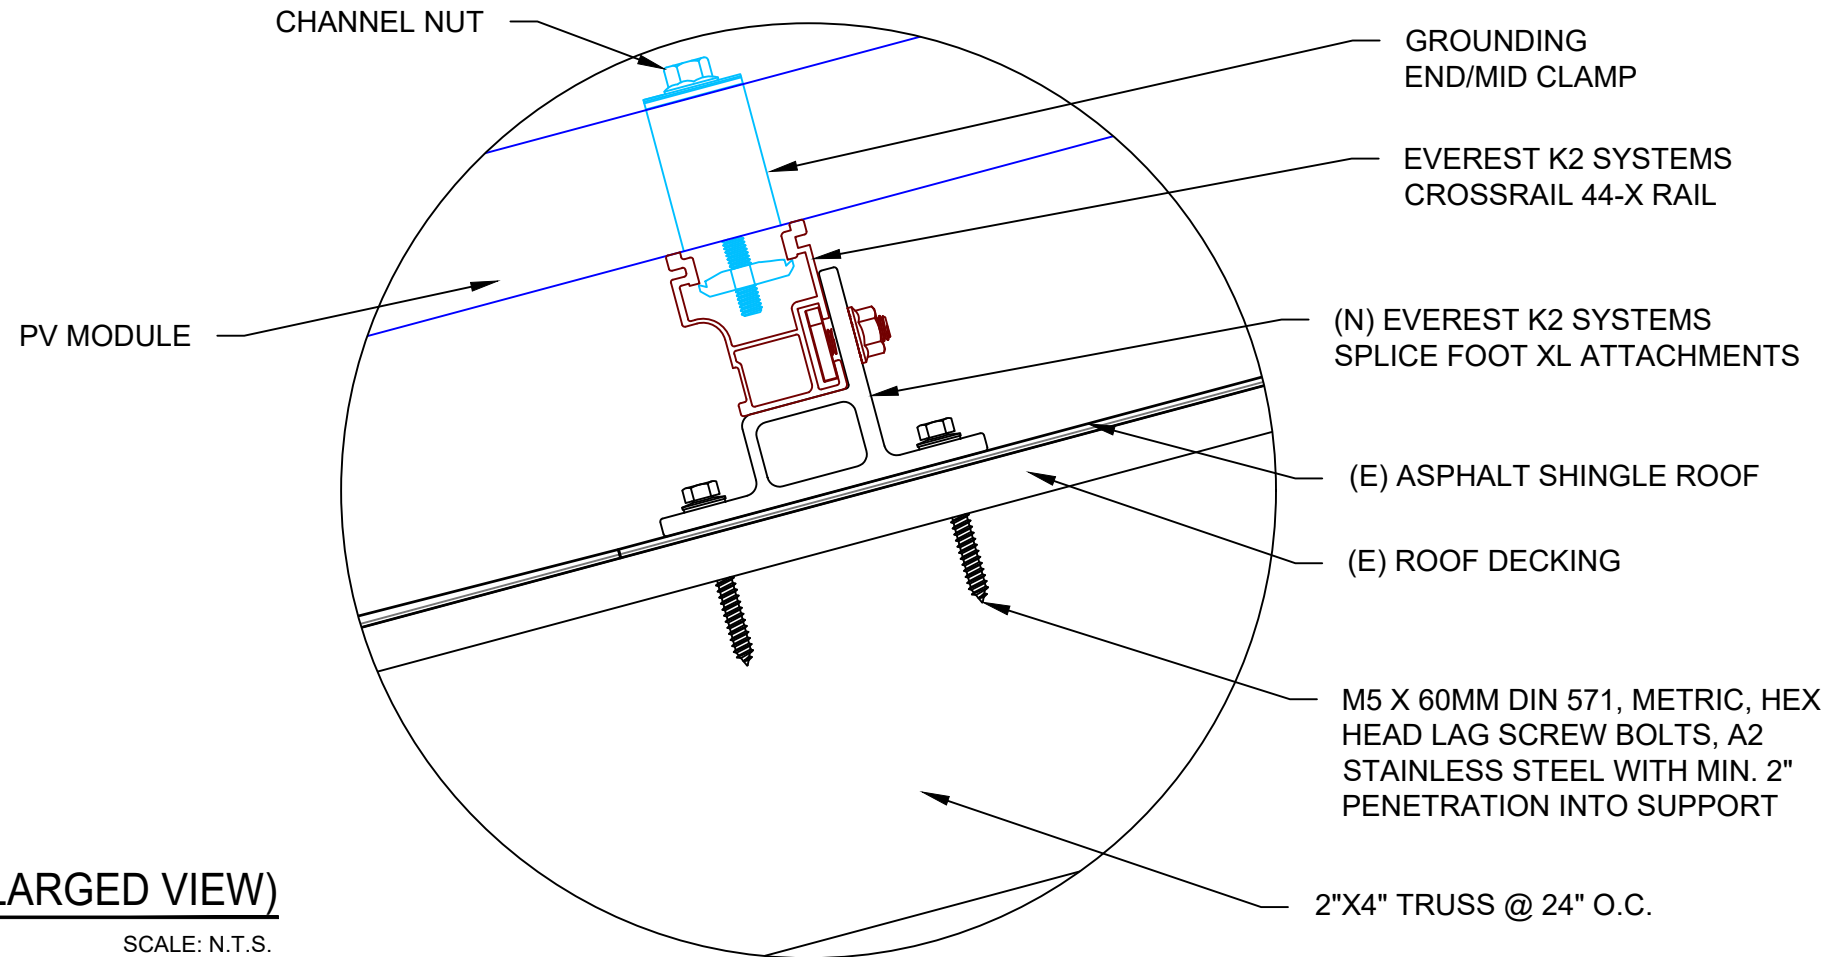 CHANNEL NUT
GROUNDING
END/MID CLAMP
EVEREST K2 SYSTEMS
CROSSRAIL 44-X RAIL
PV MODULE
(N) EVEREST K2 SYSTEMS
SPLICE FOOT XL ATTACHMENTS
(E) ASPHALT SHINGLE ROOF
(E) ROOF DECKING
M5 X 60MM DIN 571, METRIC, HEX
HEAD LAG SCREW BOLTS, A2
STAINLESS STEEL WITH MIN. 2"
PENETRATION INTO SUPPORT
2"X4" TRUSS @ 24" O.C.
LARGED VIEW)
SCALE: N.T.S.